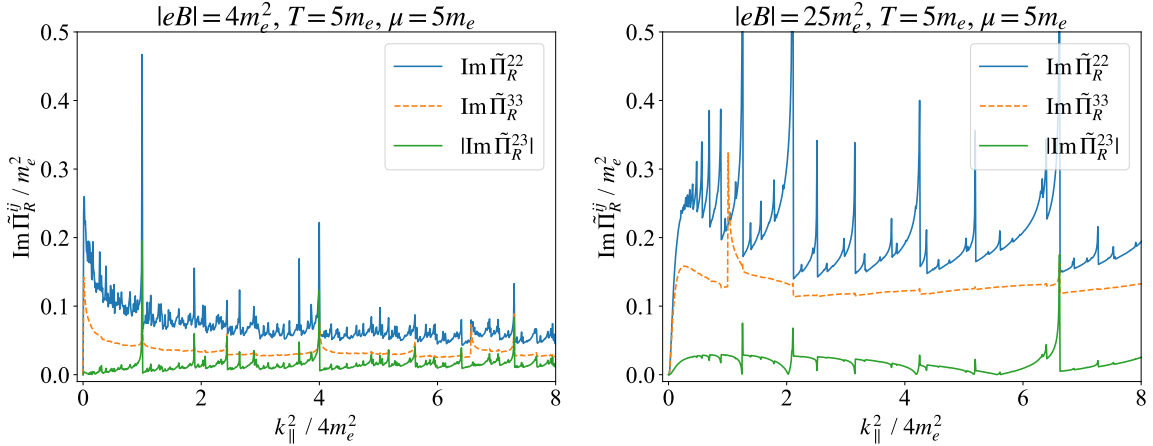 |eB| = 4m_e^2, T = 5m_e, μ = 5m_e
Im Π̃_R^{ij} / m_e^2
0.5
0.4
0.3
0.2
0.1
0.0
Im Π̃_R^{22}
Im Π̃_R^{33}
|Im Π̃_R^{23}|
0 2 4 6 8
k_∥^2 / 4m_e^2
|eB| = 25m_e^2, T = 5m_e, μ = 5m_e
Im Π̃_R^{ij} / m_e^2
0.5
0.4
0.3
0.2
0.1
0.0
Im Π̃_R^{22}
Im Π̃_R^{33}
|Im Π̃_R^{23}|
0 2 4 6 8
k_∥^2 / 4m_e^2